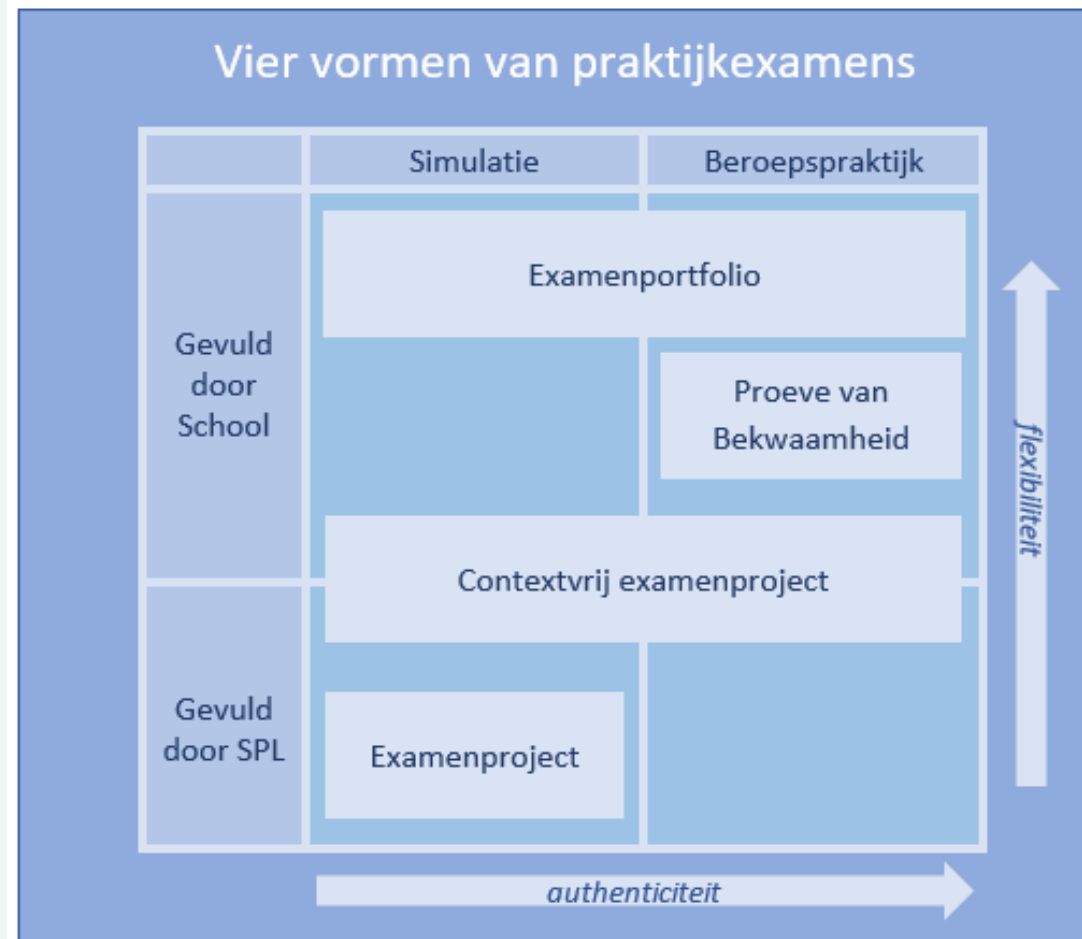 Vier vormen van praktijkexamens
Simulatie
Beroepspraktijk
Gevuld
door
School
Examenportfolio
Proeve van
Bekwaamheid
Contextvrij examenproject
Gevuld
door SPL
Examenproject
flexibiliteit
authenticiteit